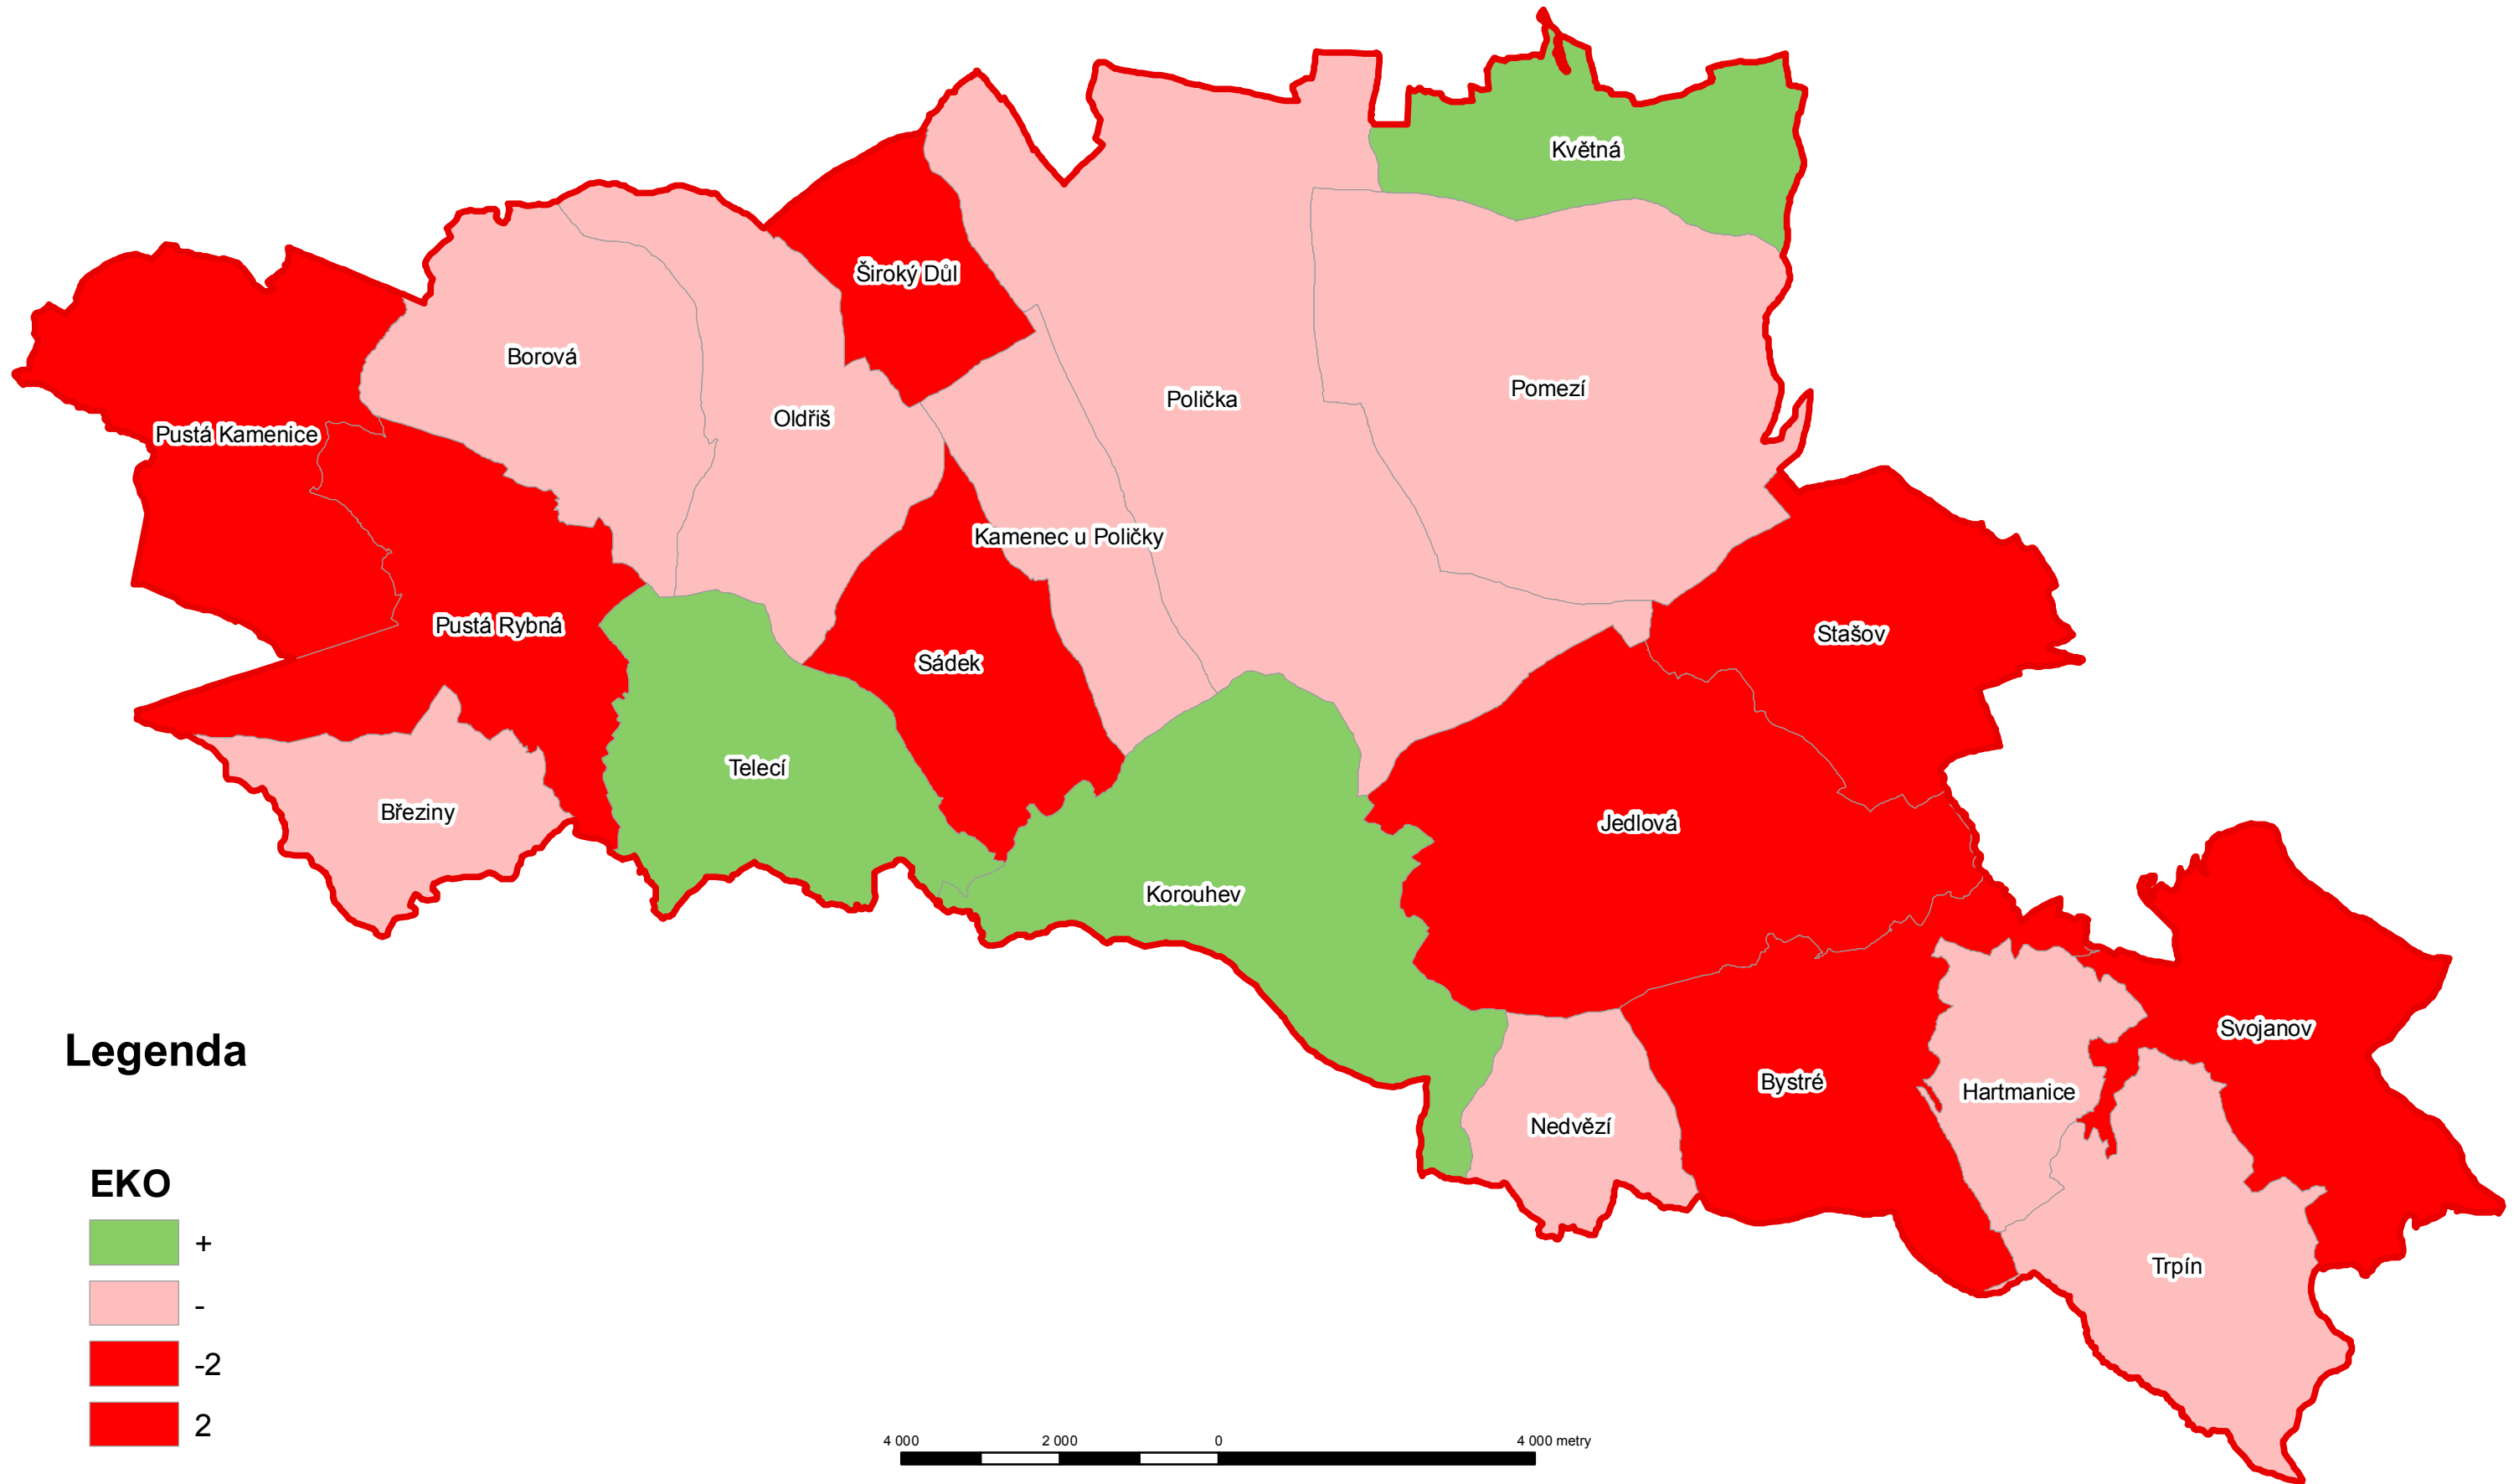 Květná
Široký Důl
Borová
Pomezí
Polička
Oldřiš
Pustá Kamenice
Kamenec u Poličky
Pustá Rybná
Stašov
Sádek
Telecí
Březiny
Jedlová
Korouhev
Svojanov
Bystré
Hartmanice
Nedvězí
Trpín
Legenda
EKO
+
-
-2
2
4 000 2 000 0 4 000 metry